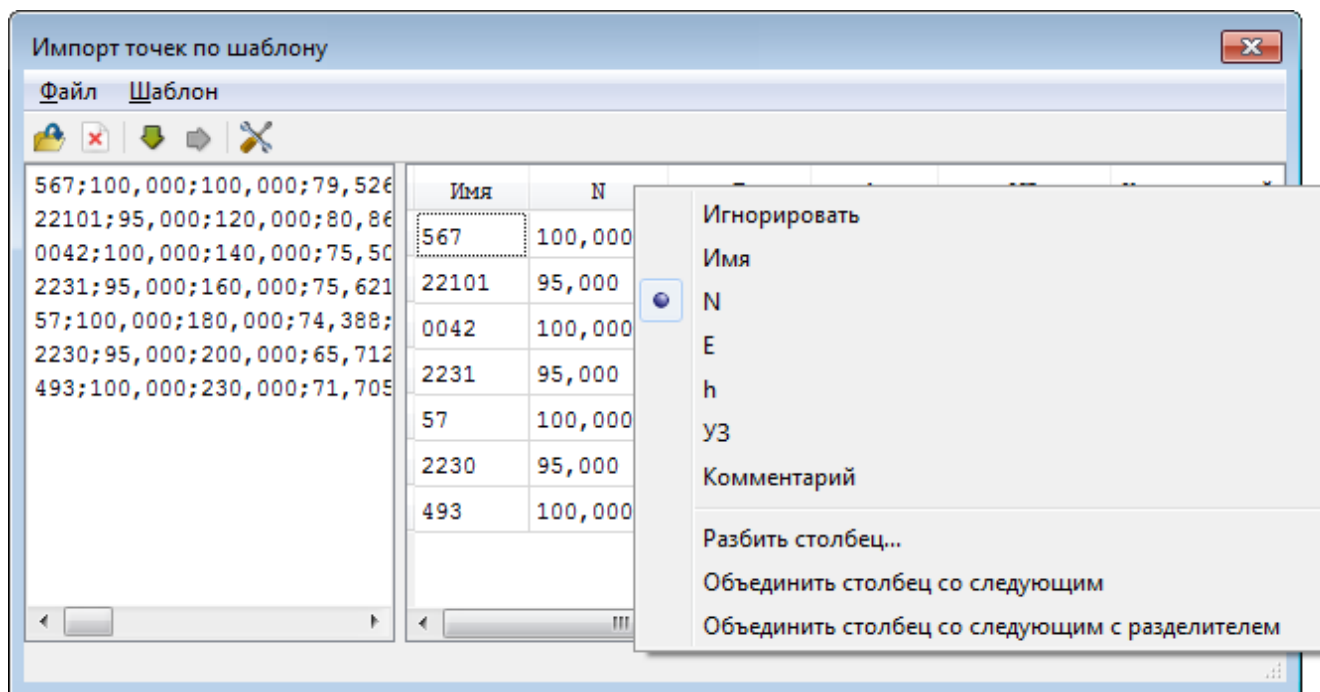 Импорт точек по шаблону
Файл Шаблон
567;100,000;100,000;79,526
22101;95,000;120,000;80,86
0042;100,000;140,000;75,50
2231;95,000;160,000;75,621
57;100,000;180,000;74,388;
2230;95,000;200,000;65,712
493;100,000;230,000;71,705
Имя N
567 100,000
22101 95,000
0042 100,000
2231 95,000
57 100,000
2230 95,000
493 100,000
Игнорировать
Имя
N
E
h
УЗ
Комментарий
Разбить столбец...
Объединить столбец со следующим
Объединить столбец со следующим с разделителем